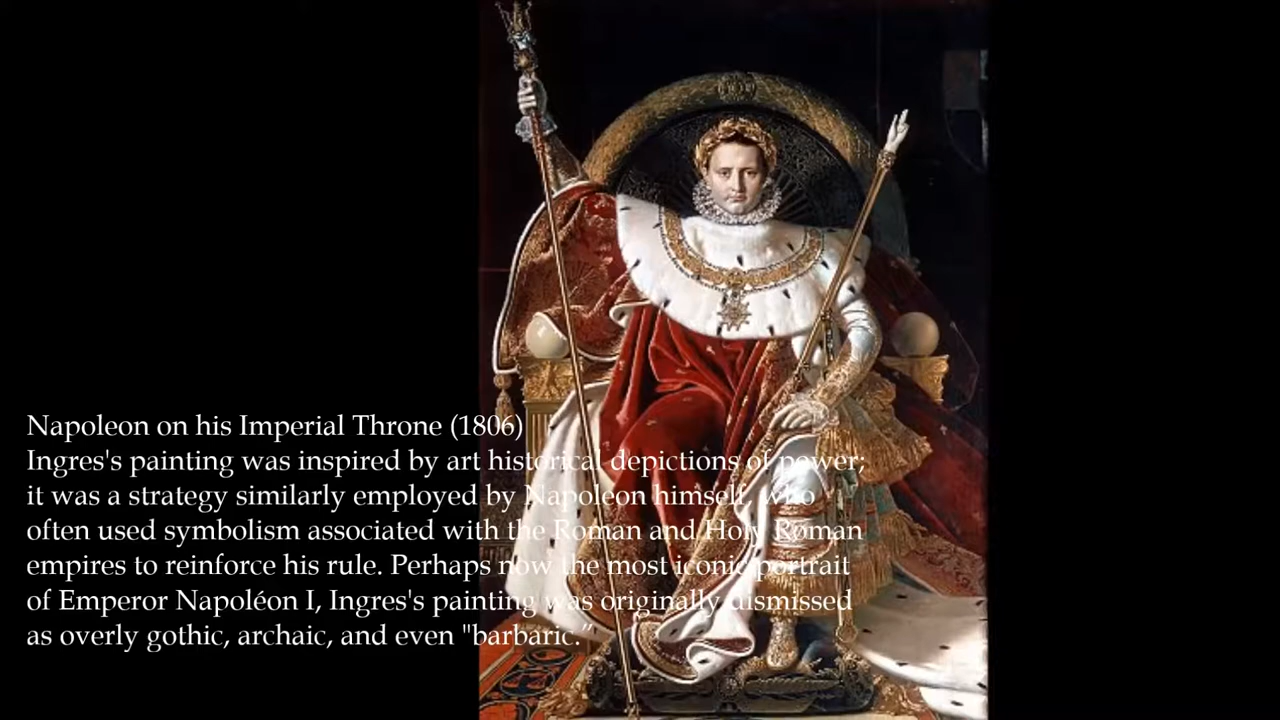 Napoleon on his Imperial Throne (1806)
Ingres's painting was inspired by art historical depictions of power;
it was a strategy similarly employed by Napoleon himself, who
often used symbolism associated with the Roman and Holy Roman
empires to reinforce his rule. Perhaps now the most iconic portrait
of Emperor Napoléon I, Ingres's painting was originally dismissed
as overly gothic, archaic, and even "barbaric.”